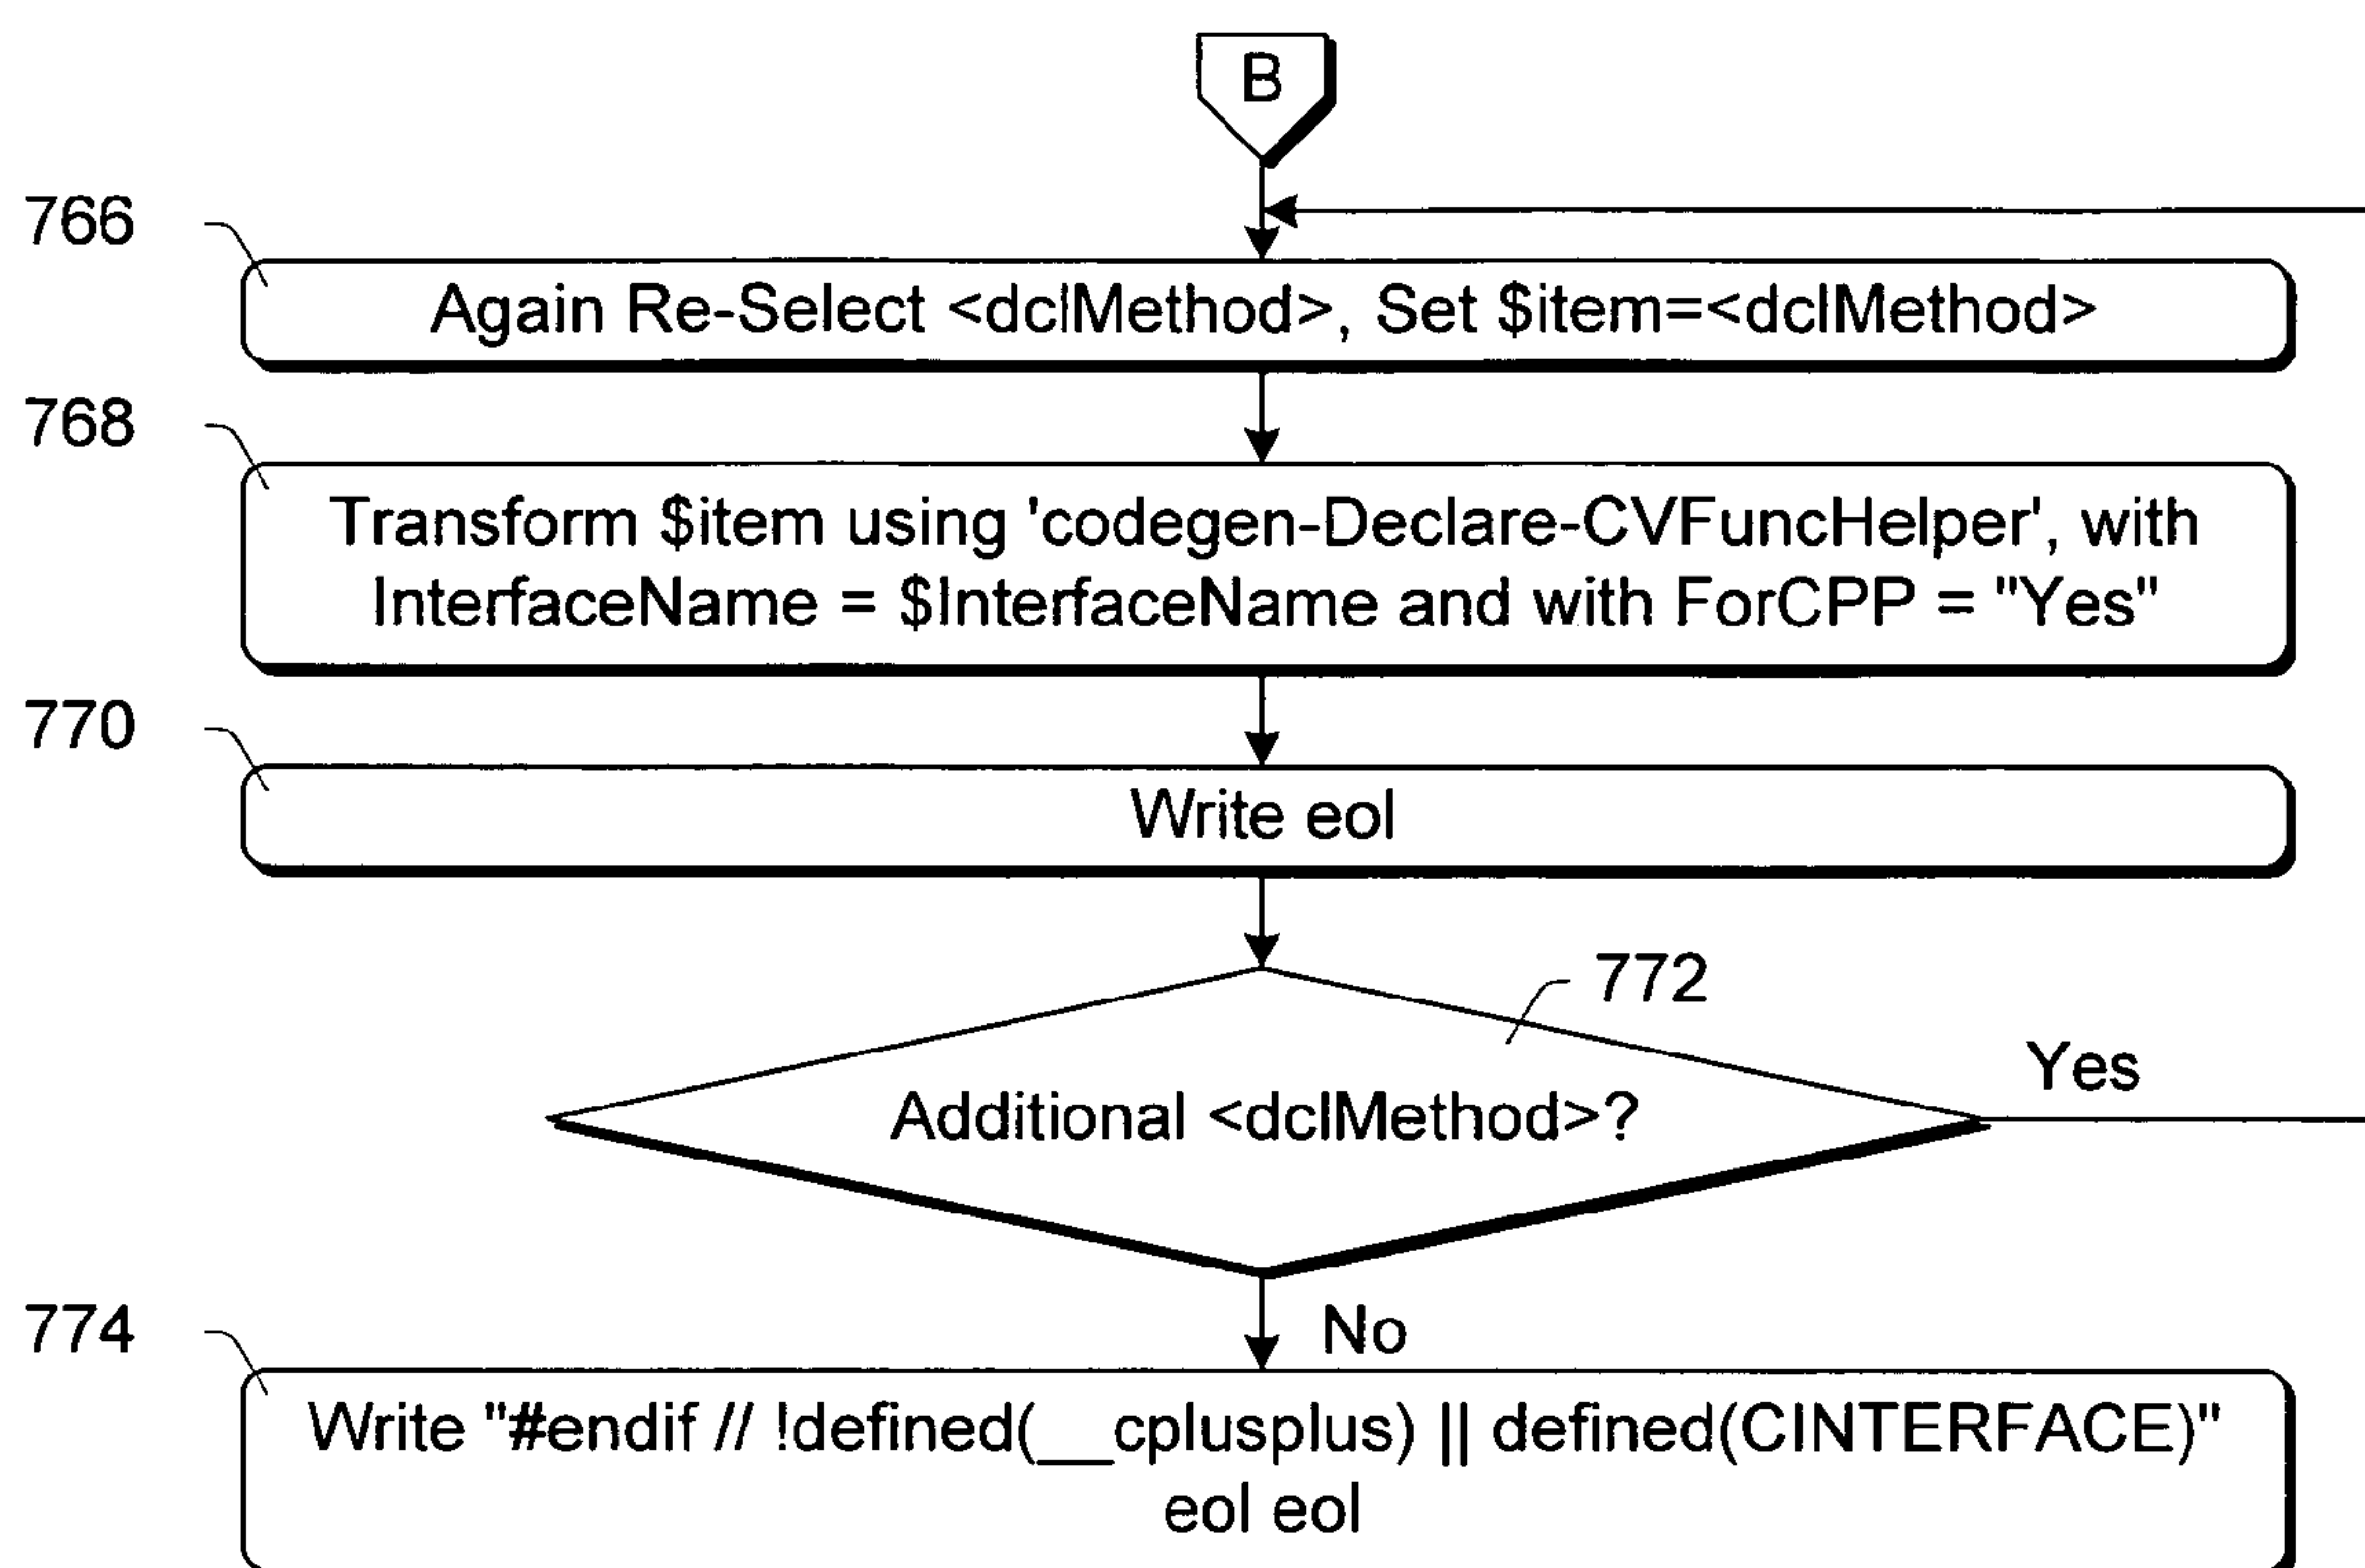 B
766
Again Re-Select <dclMethod>, Set $item=<dclMethod>
768
Transform $item using 'codegen-Declare-CVFuncHelper', with
InterfaceName = $InterfaceName and with ForCPP = "Yes"
770
Write eol
772
Yes
Additional <dclMethod>?
No
774
Write "#endif // !defined(__cplusplus) || defined(CINTERFACE)"
eol eol